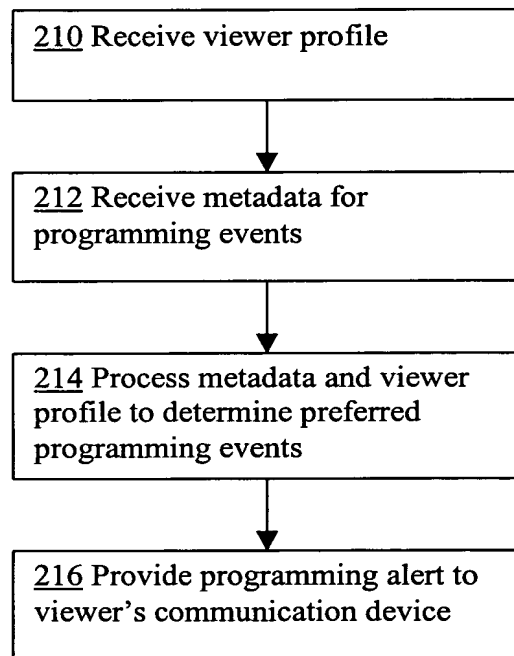 210 Receive viewer profile
212 Receive metadata for
programming events
214 Process metadata and viewer
profile to determine preferred
programming events
216 Provide programming alert to
viewer's communication device